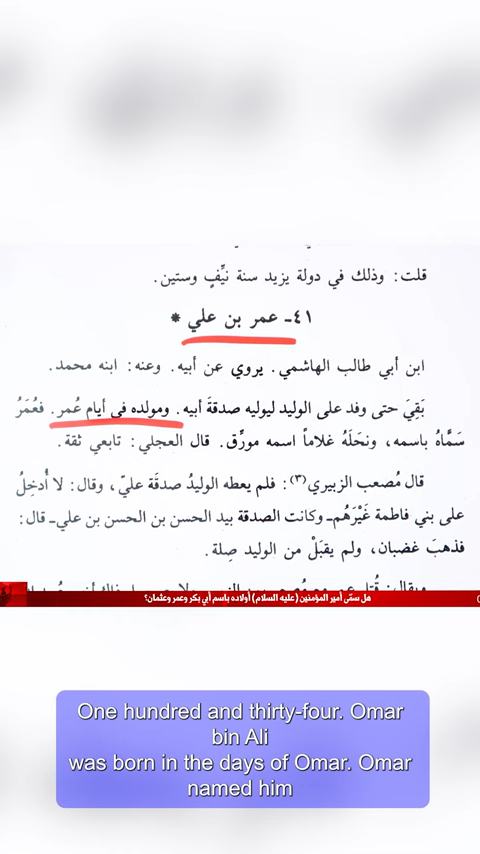 قلت: وذلك في دولة يزيد سنة نيِّفٍ وستين.
٤١ـ عمر بن علي *
ابن أبي طالب الهاشمي. يروي عن أبيه. وعنه: ابنه محمد.
بَقِيَ حتى وفد على الوليد ليوليه صدقةَ أبيه. ومولده في أيام عُمر. فعُمَرُ
سَمَّاهُ باسمه، ونحَلَهُ غلاماً اسمه مورِّق. قال العجلي: تابعي ثقة.
قال مُصعب الزبيري(٣): فلم يعطه الوليدُ صدقَة عليّ، وقال: لا أُدخِلُ
على بني فاطمة غَيْرَهُم ـ وكانت الصدقة بيد الحسن بن الحسن بن علي ـ قال:
فذهبَ غضبان، ولم يقبَلْ من الوليد صِلة.
هل سمّى أمير المؤمنين (عليه السلام) أولاده باسم أبي بكر وعمر وعثمان؟
One hundred and thirty-four. Omar
bin Ali
was born in the days of Omar. Omar
named him